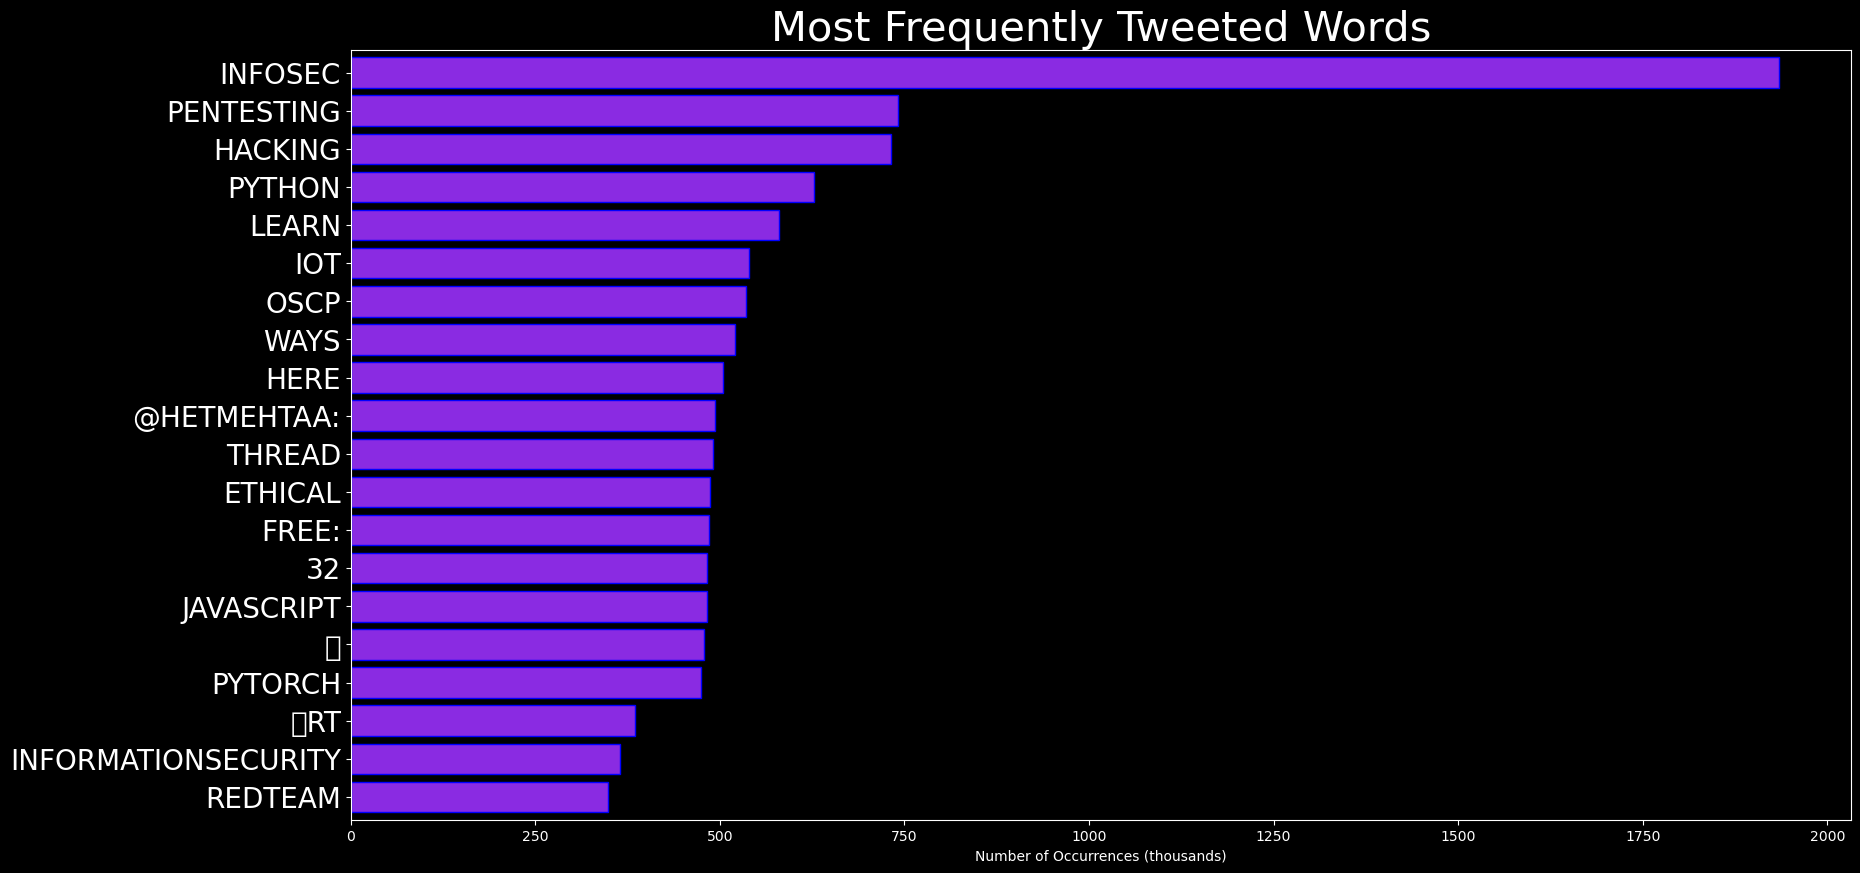 Most Frequently Tweeted Words
INFOSEC
PENTESTING
HACKING
PYTHON
LEARN
IOT
OSCP
WAYS
HERE
@HETMEHTAA:
THREAD
ETHICAL
FREE:
32
JAVASCRIPT
▯
PYTORCH
▯RT
INFORMATIONSECURITY
REDTEAM
0 250 500 750 1000 1250 1500 1750 2000
Number of Occurrences (thousands)